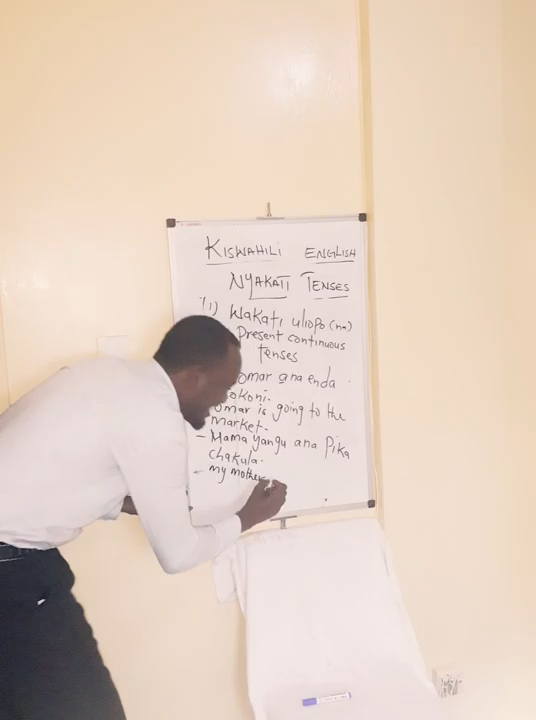 KISWAHILI ENGLISH
NYAKATI TENSES
(1) Wakati uliopo (na)
Present continuous
tenses
omar ana enda
sokoni.
omar is going to the
market.
- Mama yangu ana Pika
chakula.
- my mother